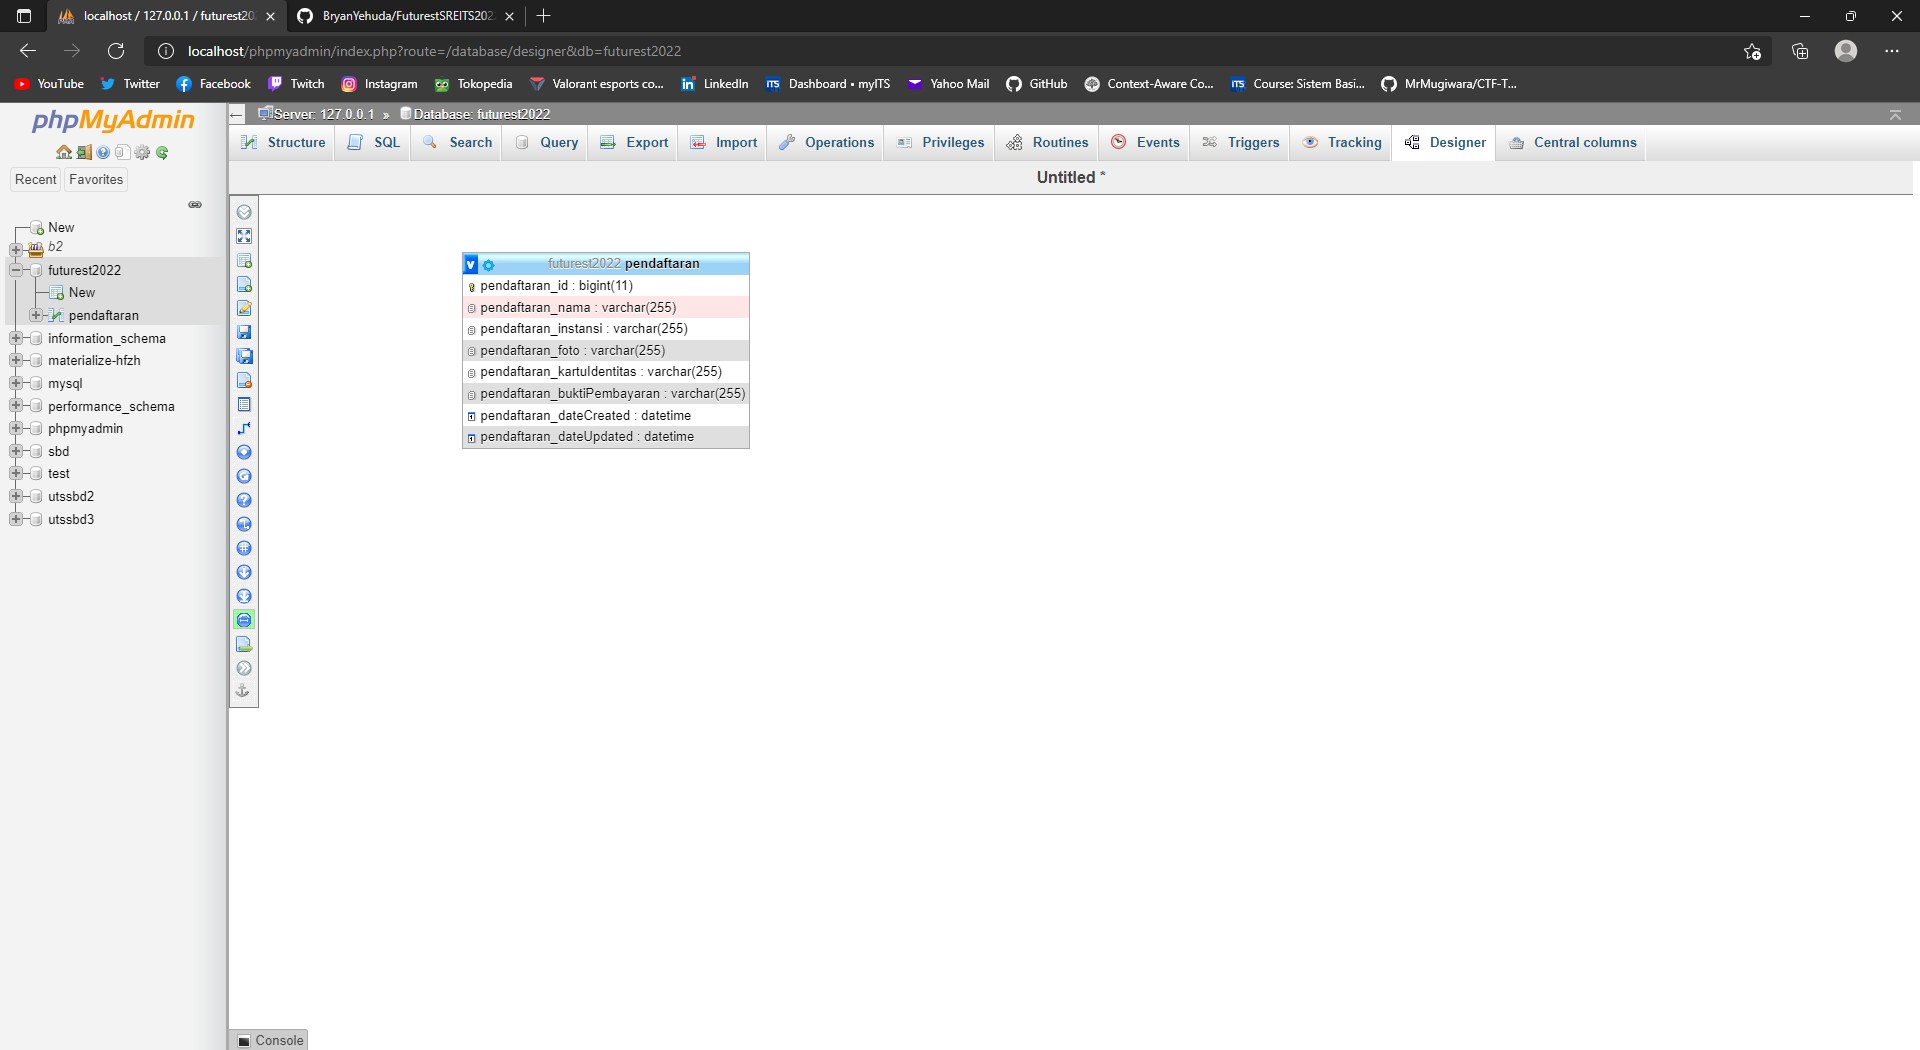 localhost / 127.0.0.1 / futurest20
BryanYehuda/FuturestSREITS202
localhost/phpmyadmin/index.php?route=/database/designer&db=futurest2022
YouTube
Twitter
Facebook
Twitch
Instagram
Tokopedia
Valorant esports co...
LinkedIn
ITS
Dashboard • myITS
Yahoo Mail
GitHub
Context-Aware Co...
ITS
Course: Sistem Basi...
MrMugiwara/CTF-T...
phpMyAdmin
Recent
Favorites
New
b2
futurest2022
New
pendaftaran
information_schema
materialize-hfzh
mysql
performance_schema
phpmyadmin
sbd
test
utssbd2
utssbd3
Server: 127.0.0.1 » Database: futurest2022
Structure
SQL
Search
Query
Export
Import
Operations
Privileges
Routines
Events
Triggers
Tracking
Designer
Central columns
Untitled *
v futurest2022 pendaftaran
pendaftaran_id : bigint(11)
pendaftaran_nama : varchar(255)
pendaftaran_instansi : varchar(255)
pendaftaran_foto : varchar(255)
pendaftaran_kartuIdentitas : varchar(255)
pendaftaran_buktiPembayaran : varchar(255)
pendaftaran_dateCreated : datetime
pendaftaran_dateUpdated : datetime
Console